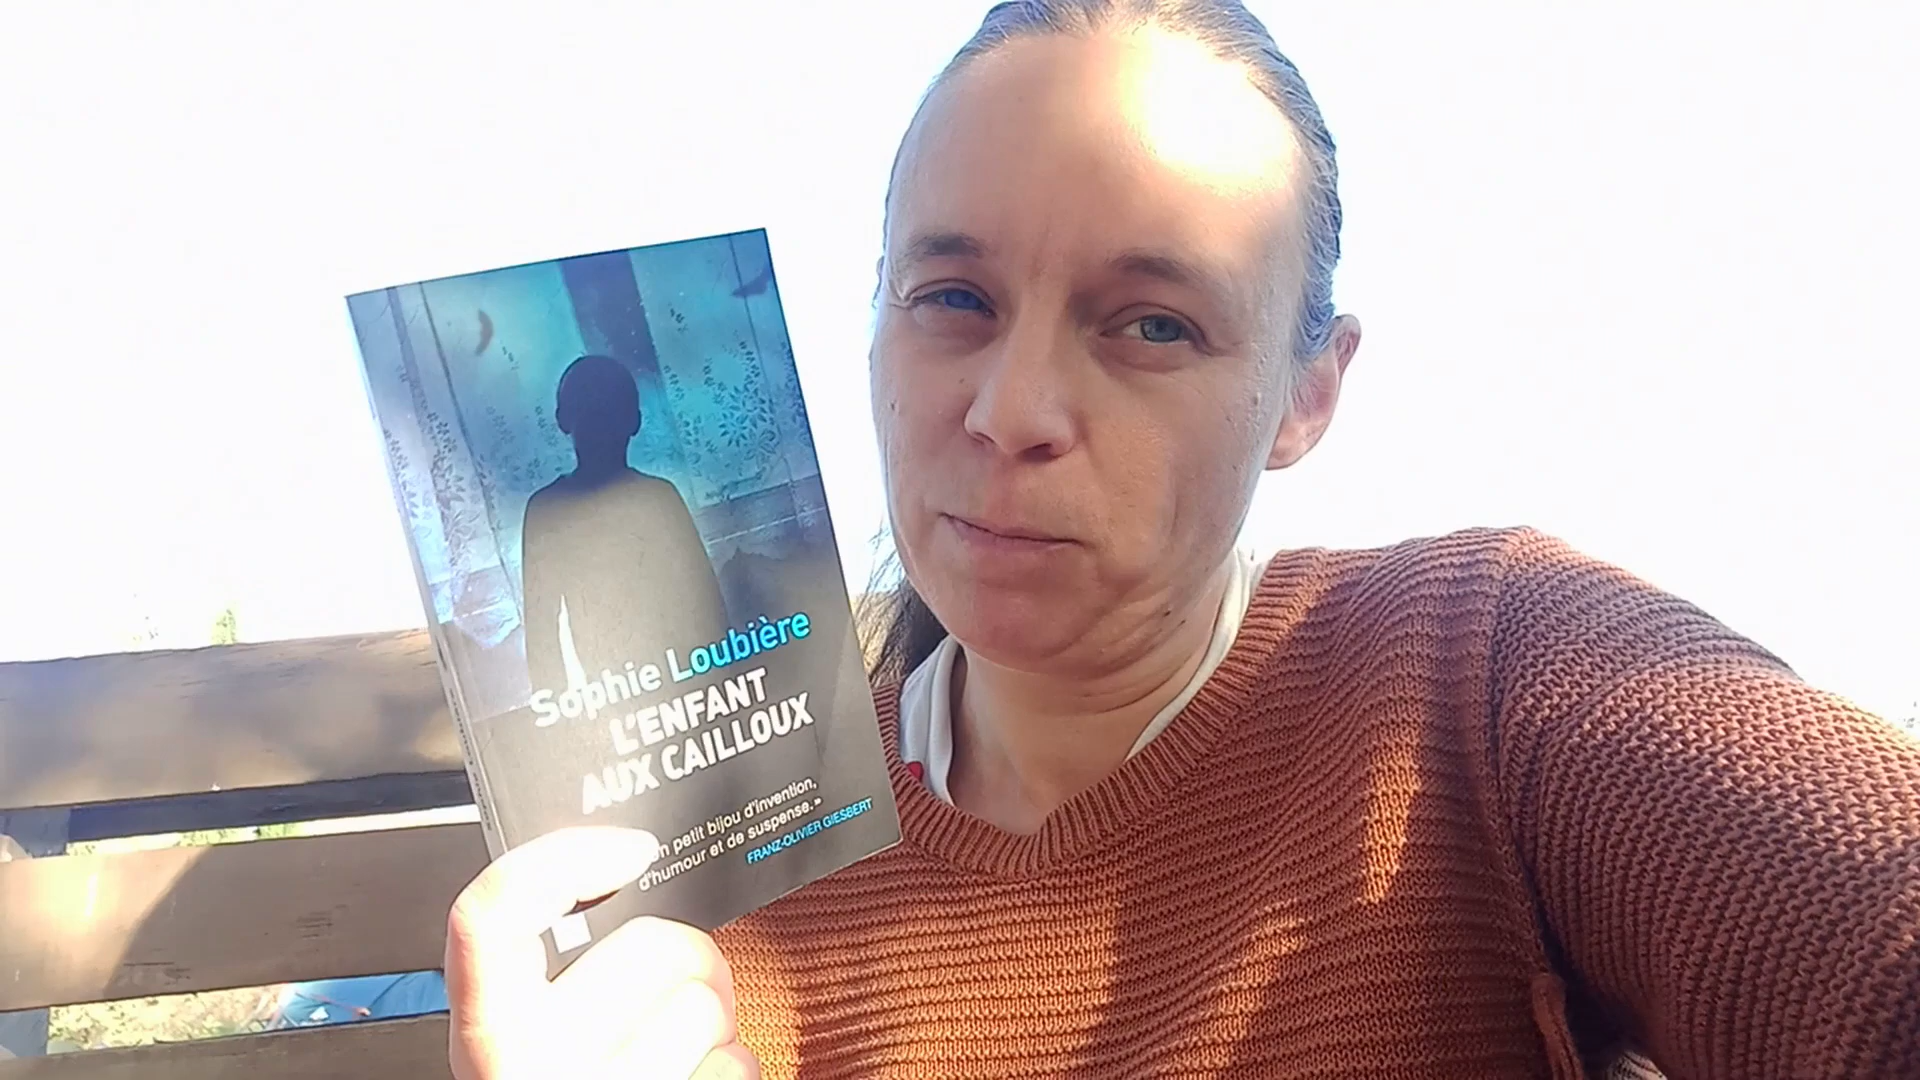 Sophie Loubière
L'ENFANT
AUX CAILLOUX
petit bijou d'invention,
d'humour et de suspense.»
FRANZ-OLIVIER GIESBERT